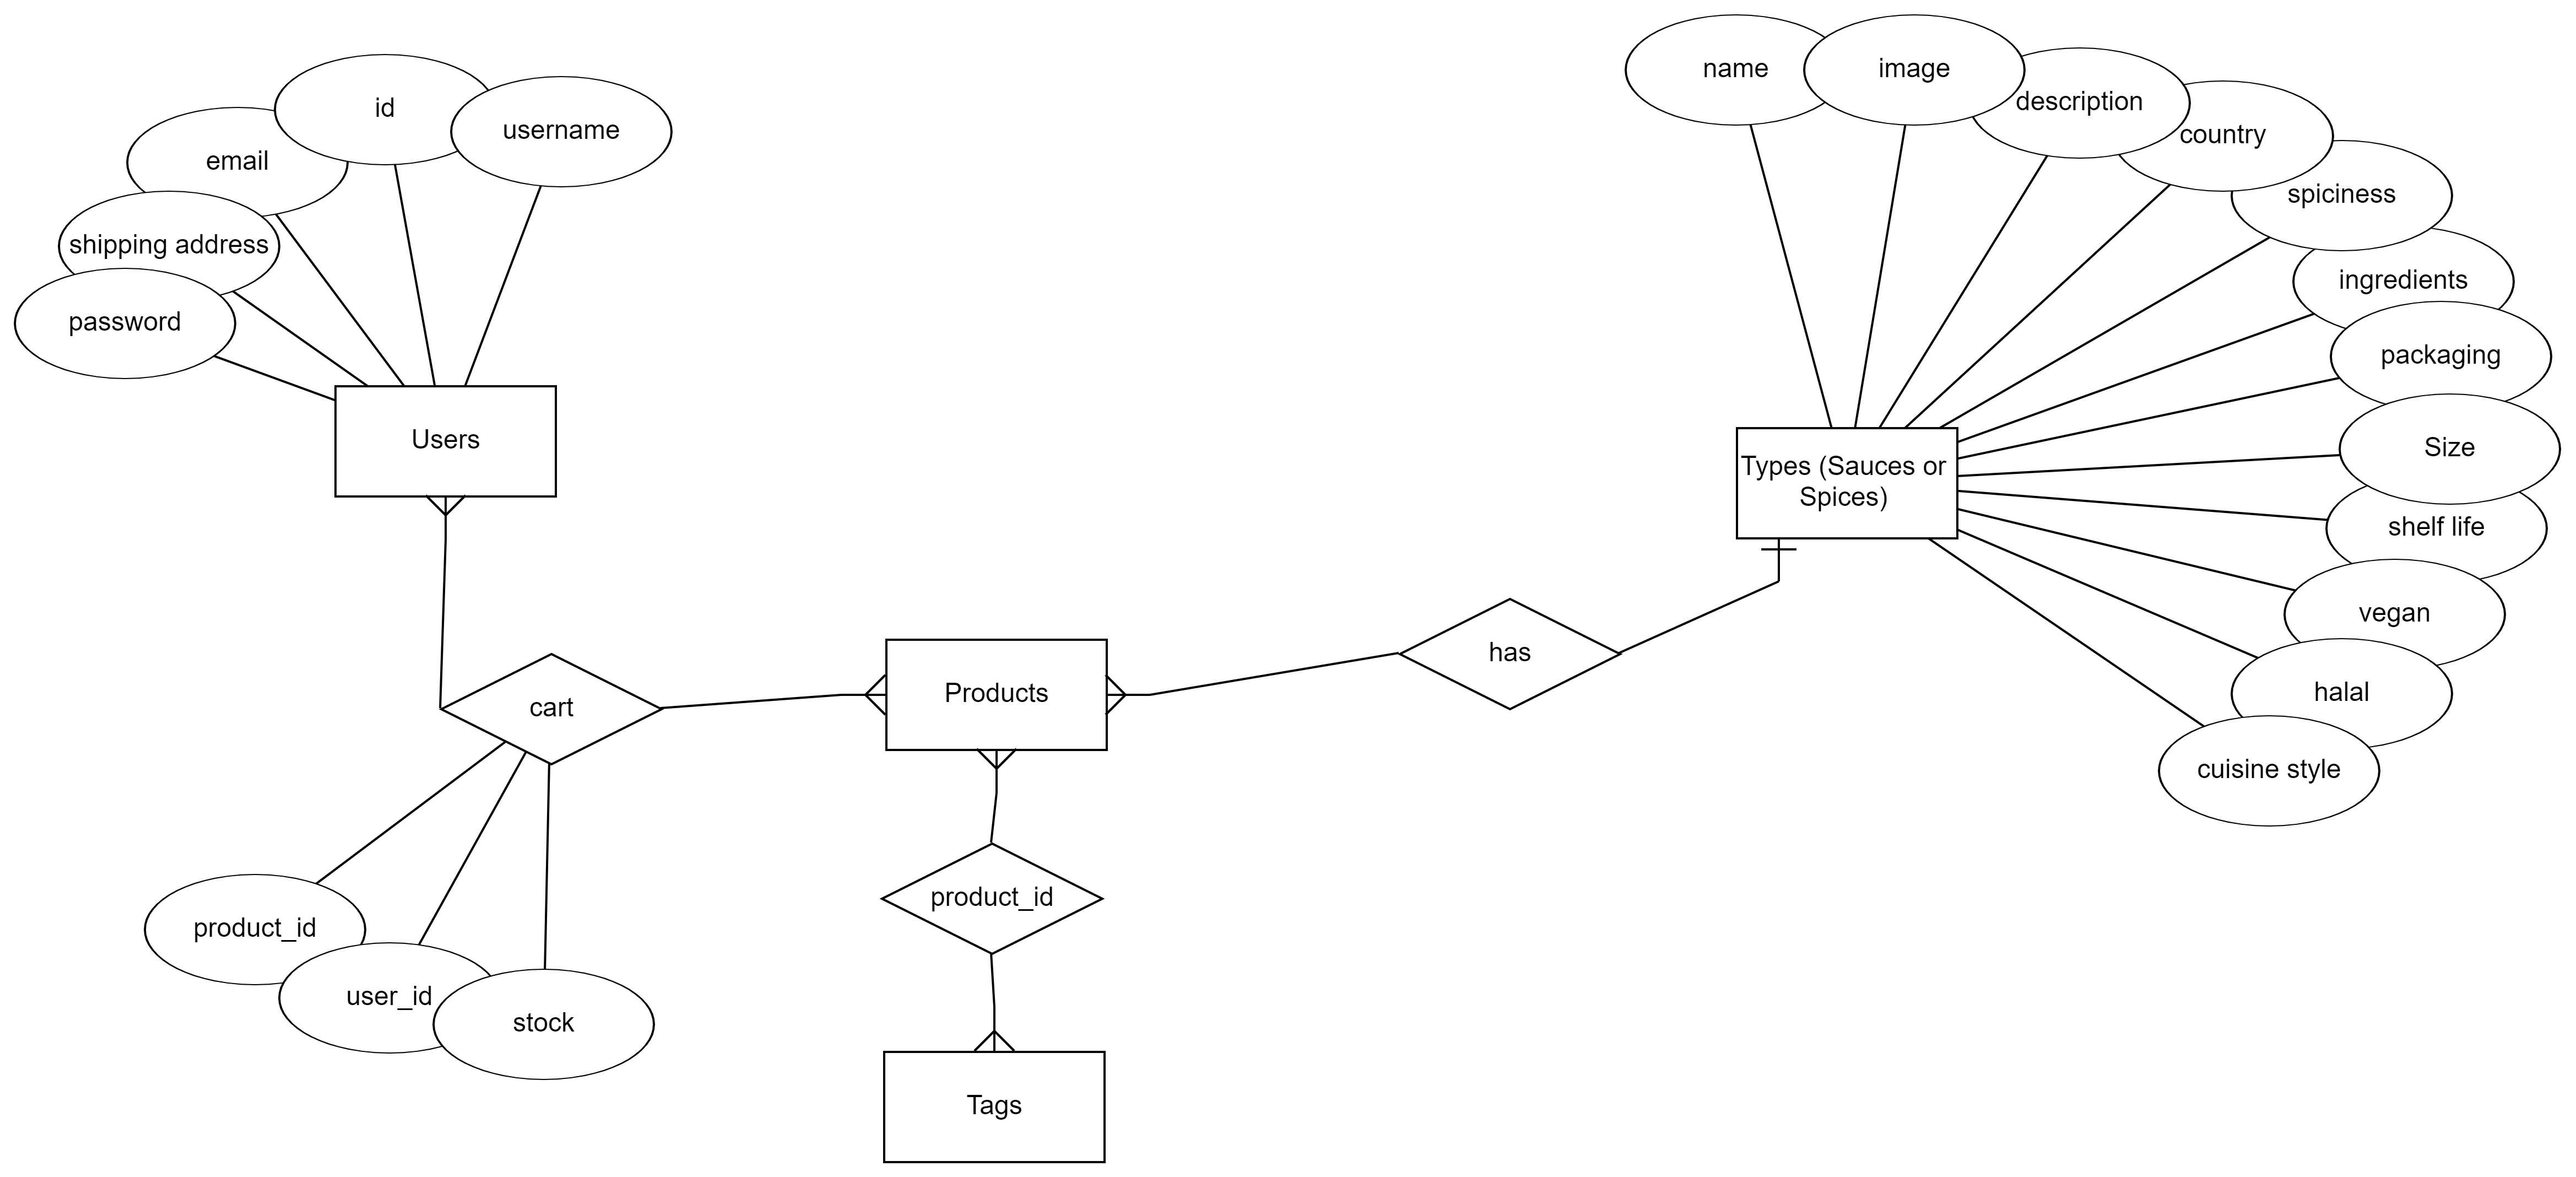 name
image
description
country
spiciness
ingredients
packaging
Size
shelf life
vegan
halal
cuisine style
id
username
email
shipping address
password
Users
Types (Sauces or
Spices)
has
Products
cart
product_id
product_id
user_id
stock
Tags